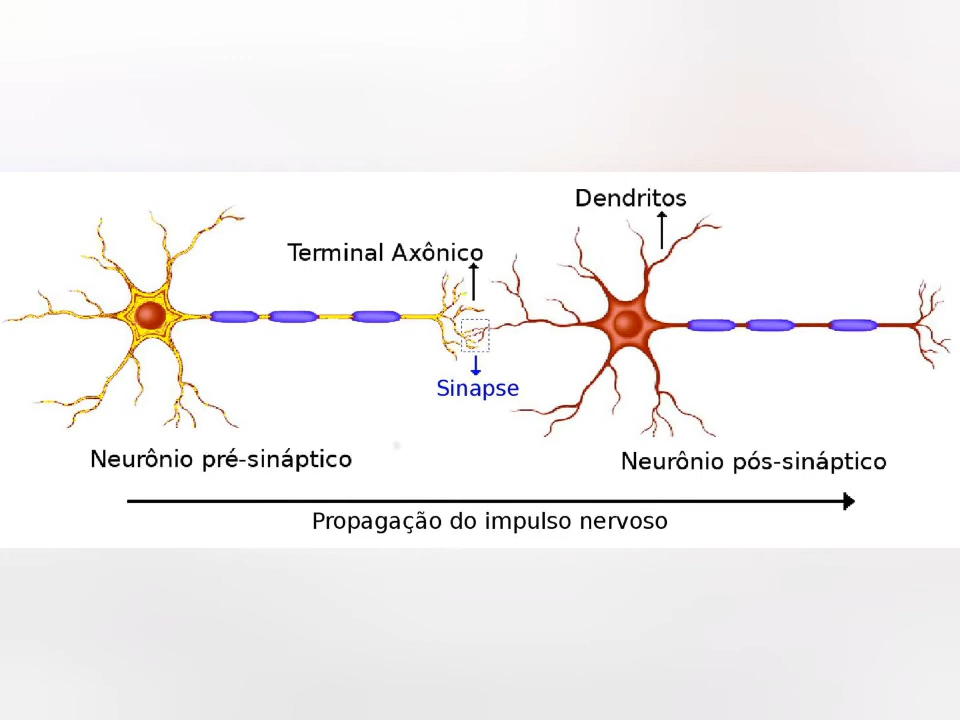 Dendritos
Terminal Axônico
Sinapse
Neurônio pré-sináptico
Neurônio pós-sináptico
Propagação do impulso nervoso